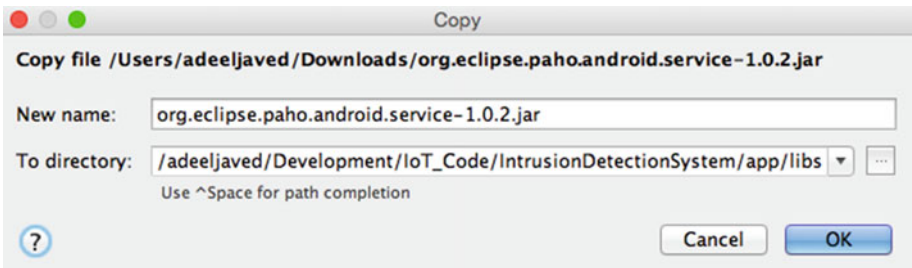 Copy
Copy file /Users/adeeljaved/Downloads/org.eclipse.paho.android.service-1.0.2.jar
New name: org.eclipse.paho.android.service-1.0.2.jar
To directory: /adeeljaved/Development/IoT_Code/IntrusionDetectionSystem/app/libs ...
Use ^Space for path completion
? Cancel OK